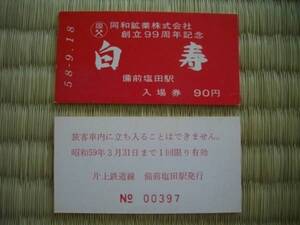 同和鉱業株式会社
創立99周年記念
白寿
備前塩田駅
入場券 90円
58-9.18
旅客車内に立ち入ることはできません。
昭和59年3月31日まで1回限り有効
片上鉄道線 備前塩田駅発行
№ 00397